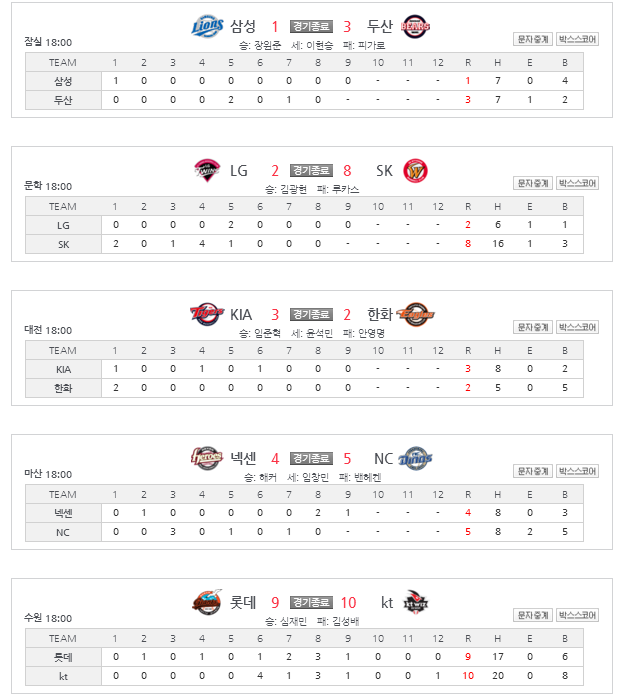 삼성 1 경기종료 3 두산
잠실 18:00 승: 장원준 세: 이현승 패: 피가로 문자중계 박스스코어
TEAM 1 2 3 4 5 6 7 8 9 10 11 12 R H E B
삼성 1 0 0 0 0 0 0 0 0 - - - 1 7 0 4
두산 0 0 0 0 2 0 1 0 - - - - 3 7 1 2
LG 2 경기종료 8 SK
문학 18:00 승: 김광현 패: 루카스 문자중계 박스스코어
TEAM 1 2 3 4 5 6 7 8 9 10 11 12 R H E B
LG 0 0 0 0 2 0 0 0 0 - - - 2 6 1 1
SK 2 0 1 4 1 0 0 0 - - - - 8 16 1 3
KIA 3 경기종료 2 한화
대전 18:00 승: 임준혁 세: 윤석민 패: 안영명 문자중계 박스스코어
TEAM 1 2 3 4 5 6 7 8 9 10 11 12 R H E B
KIA 1 0 0 1 0 1 0 0 0 - - - 3 8 0 2
한화 2 0 0 0 0 0 0 0 0 - - - 2 5 0 5
넥센 4 경기종료 5 NC
마산 18:00 승: 해커 세: 임창민 패: 밴헤켄 문자중계 박스스코어
TEAM 1 2 3 4 5 6 7 8 9 10 11 12 R H E B
넥센 0 1 0 0 0 0 0 2 1 - - - 4 8 0 3
NC 0 0 3 0 1 0 1 0 - - - - 5 8 2 5
롯데 9 경기종료 10 kt
수원 18:00 승: 심재민 패: 김성배 문자중계 박스스코어
TEAM 1 2 3 4 5 6 7 8 9 10 11 12 R H E B
롯데 0 1 0 1 0 1 2 3 1 0 0 0 9 17 0 6
kt 0 0 0 0 0 4 1 3 1 0 0 1 10 20 0 8